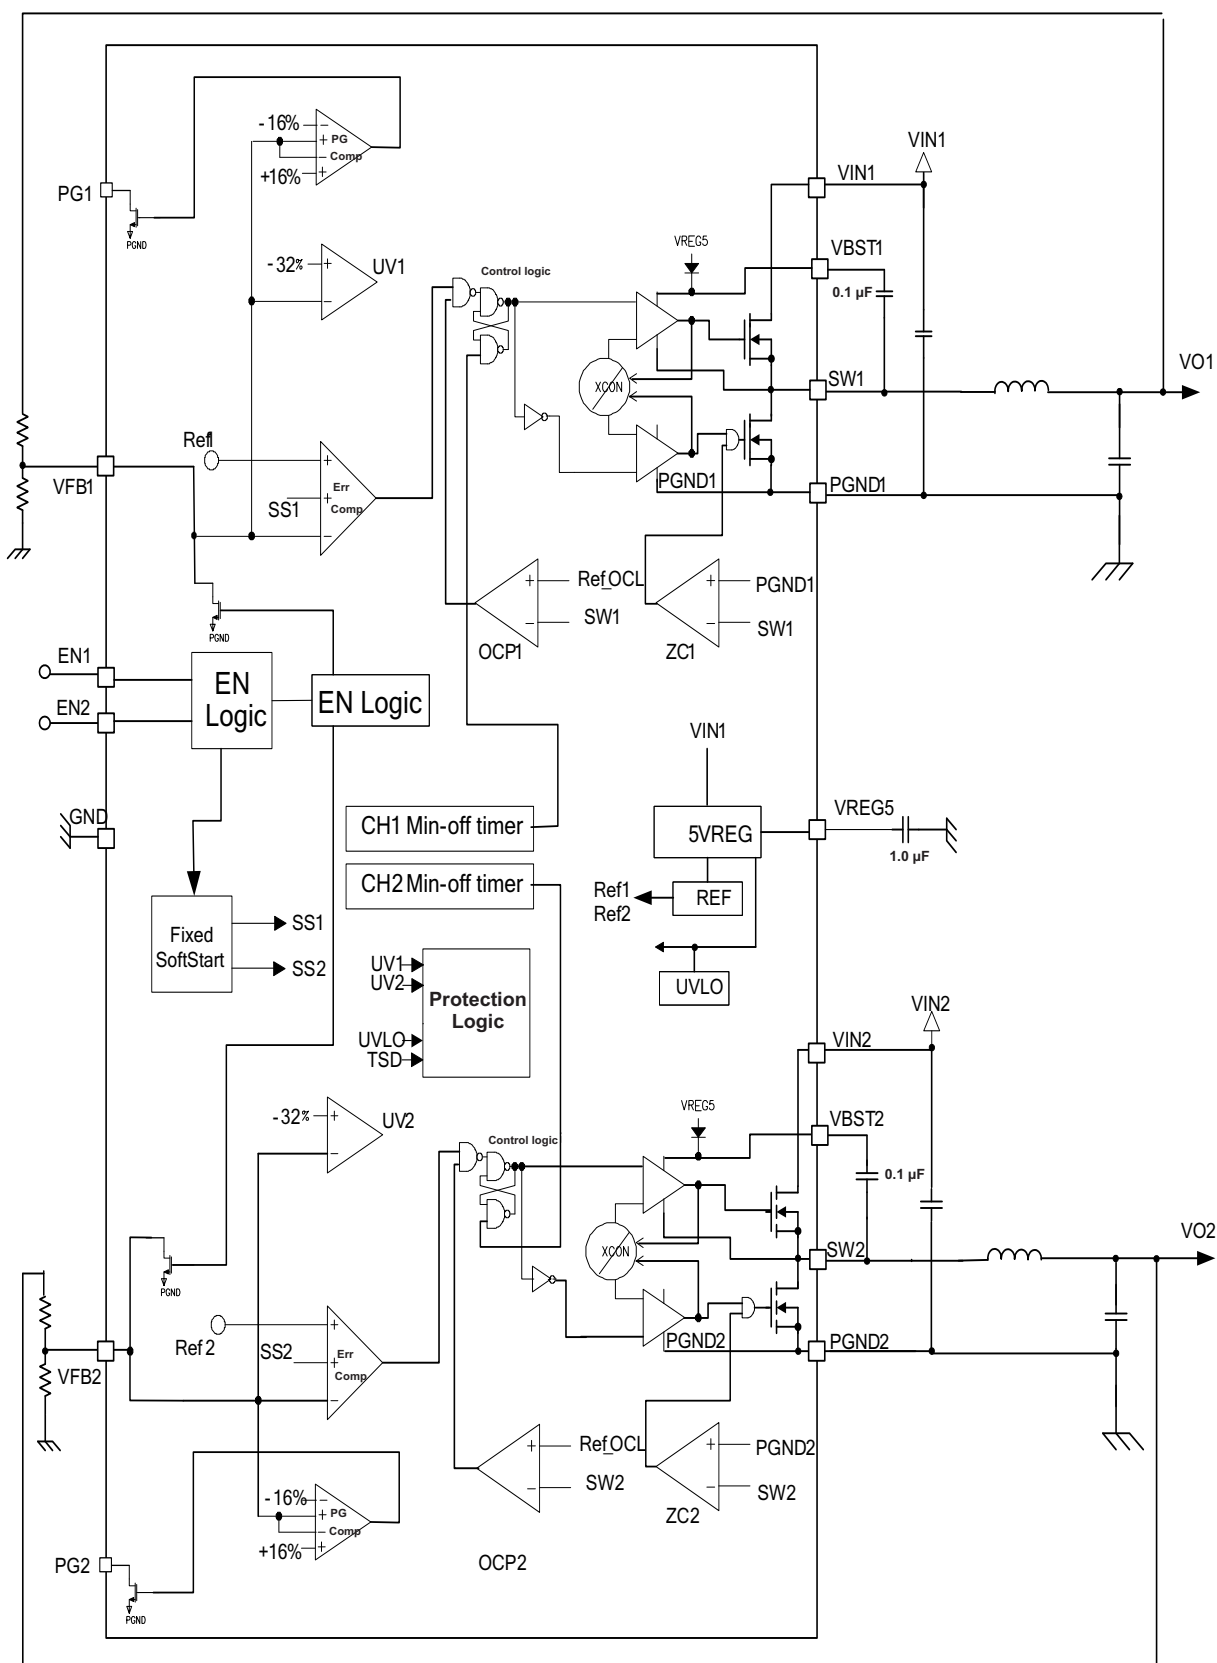 -16%
PG
Comp
+16%
PG1
PGND
VIN1
VIN1
VREG5
VBST1
-32%
UV1
Control logic
0.1 µF
XCON
SW1
VO1
Ref1
VFB1
Err
Comp
SS1
PGND1
PGND1
Ref_OCL
SW1
OCP1
PGND1
SW1
ZC1
PGND
EN1
EN2
EN
Logic
EN Logic
VIN1
GND
CH1 Min-off timer
5VREG
VREG5
1.0 µF
CH2 Min-off timer
Ref1
Ref2
REF
Fixed
SoftStart
SS1
SS2
UV1
UV2
UVLO
TSD
Protection
Logic
UVLO
VIN2
VIN2
VREG5
VBST2
-32%
UV2
Control logic
0.1 µF
XCON
SW2
VO2
PGND
Ref 2
SS2
Err
Comp
PGND2
PGND2
VFB2
Ref_OCL
SW2
OCP2
PGND2
SW2
ZC2
-16%
PG
Comp
+16%
PG2
PGND